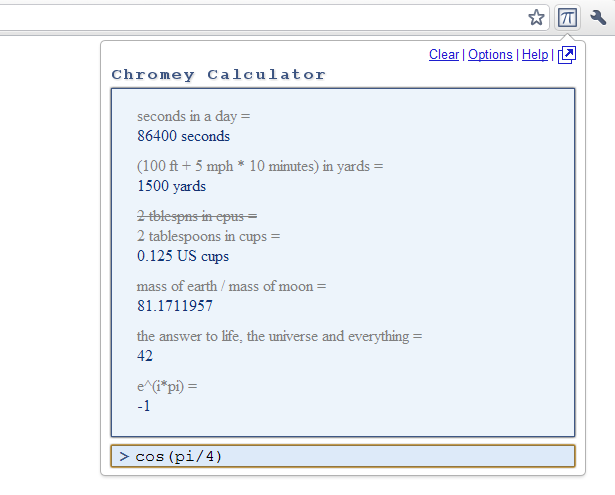 π
Clear | Options | Help |
Chromey Calculator
seconds in a day =
86400 seconds
(100 ft + 5 mph * 10 minutes) in yards =
1500 yards
2 tblespns in cpus =
2 tablespoons in cups =
0.125 US cups
mass of earth / mass of moon =
81.1711957
the answer to life, the universe and everything =
42
e^(i*pi) =
-1
> cos(pi/4)